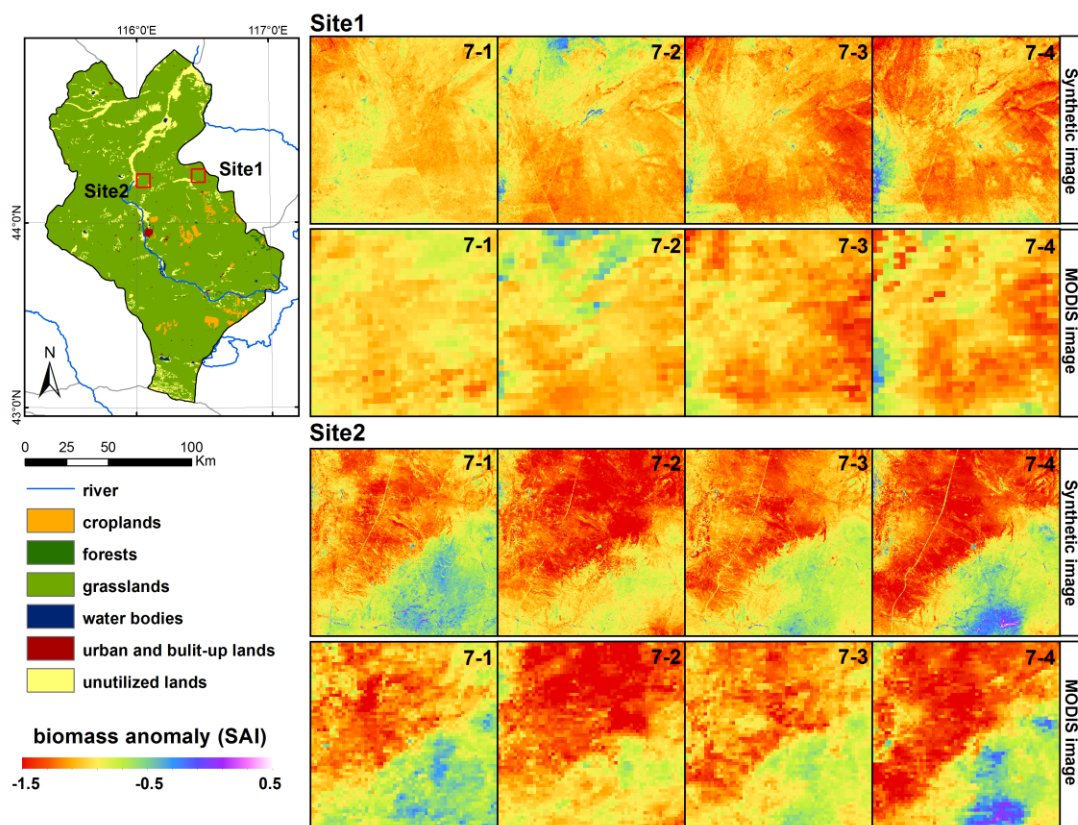 116°0'E
117°0'E
Site1
Site2
44°0'N
43°0'N
N
0 25 50 100
Km
river
croplands
forests
grasslands
water bodies
urban and bulit-up lands
unutilized lands
biomass anomaly (SAI)
-1.5 -0.5 0.5
Site1
7-1 7-2 7-3 7-4
Synthetic image
7-1 7-2 7-3 7-4
MODIS image
Site2
7-1 7-2 7-3 7-4
Synthetic image
7-1 7-2 7-3 7-4
MODIS image